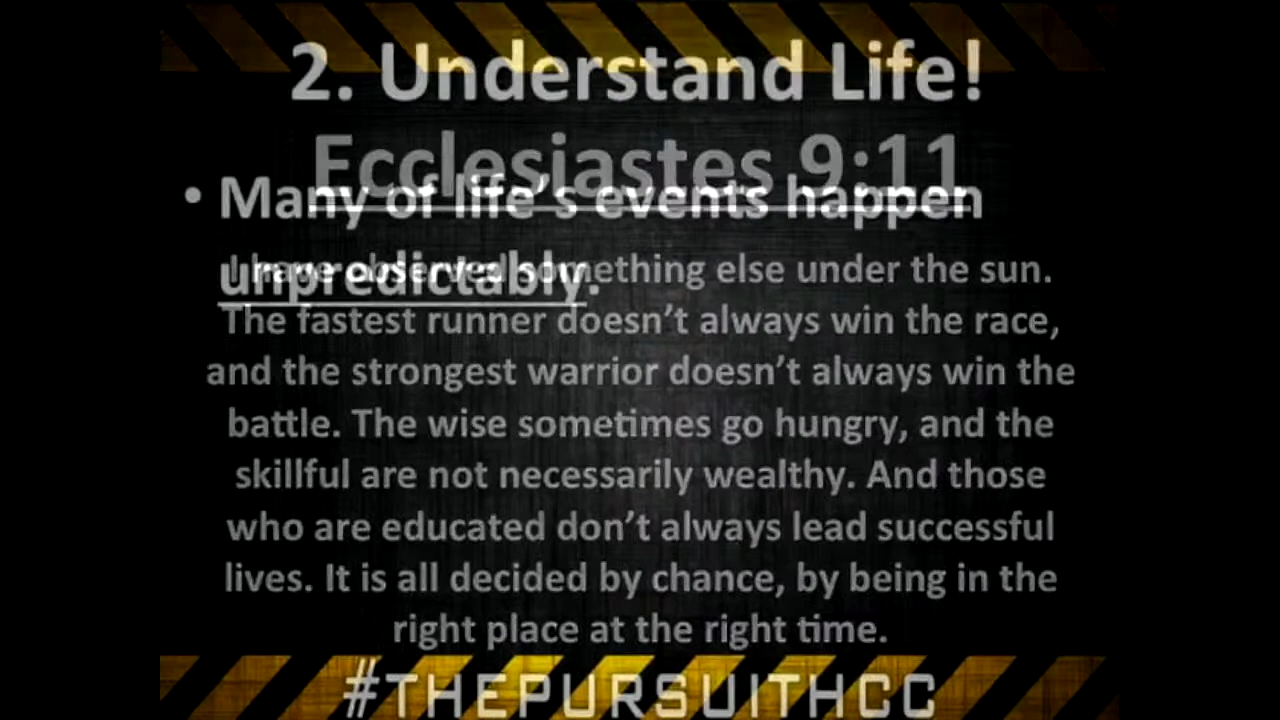 2. Understand Life!
Ecclesiastes 9:11
• Many of life's events happen
unpredictably.
I have observed something else under the sun.
The fastest runner doesn't always win the race,
and the strongest warrior doesn't always win the
battle. The wise sometimes go hungry, and the
skillful are not necessarily wealthy. And those
who are educated don't always lead successful
lives. It is all decided by chance, by being in the
right place at the right time.
#THEPURSUITHCC